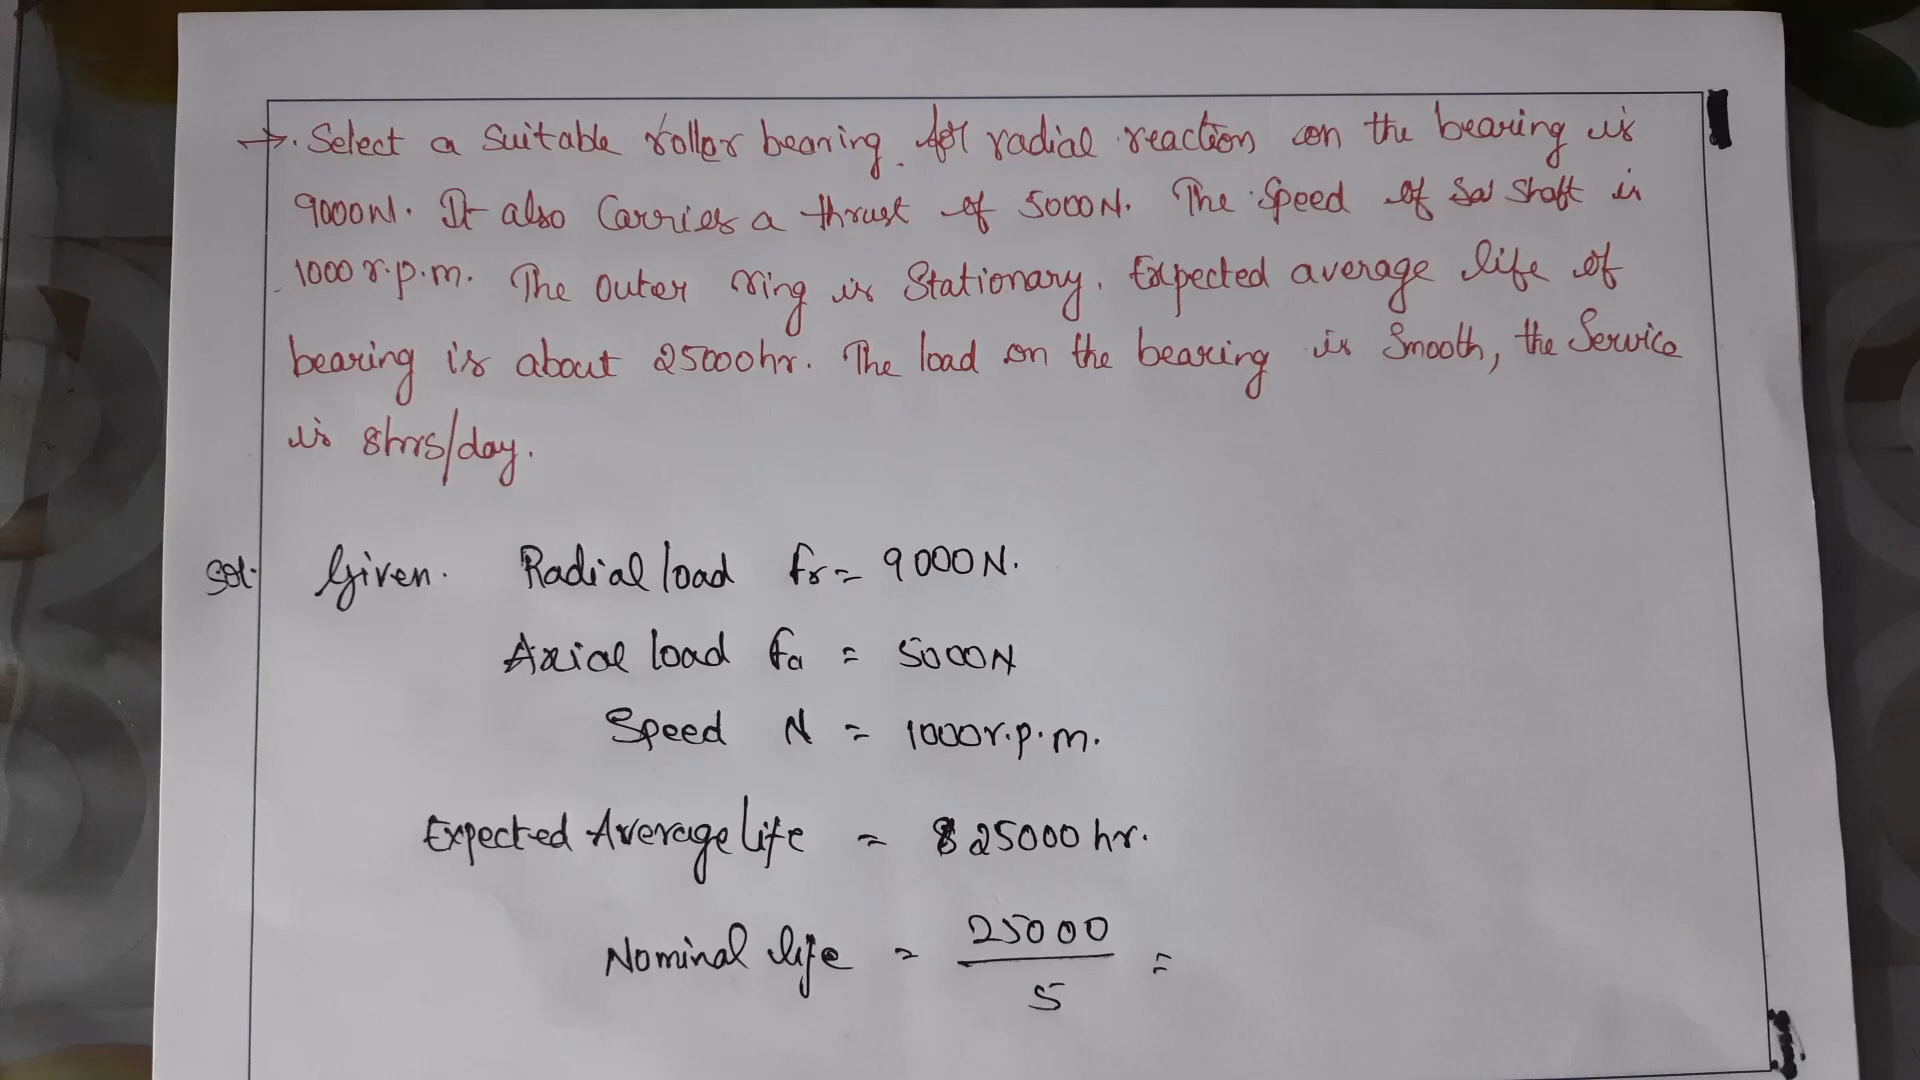 →. Select a suitable roller bearing for radial reaction on the bearing is
9000N. It also Carries a thrust of 5000N. The Speed of shaft is
1000 r.p.m. The outer ring is Stationary. Expected average life of
bearing is about 25000hr. The load on the bearing is Smooth, the Service
is 8hrs/day.
Sol. Given. Radial load Fr = 9000N.
Axial load Fa = 5000N
Speed N = 1000r.p.m.
Expected Average life = 25000 hr.
Nominal life = 25000 / 5 =